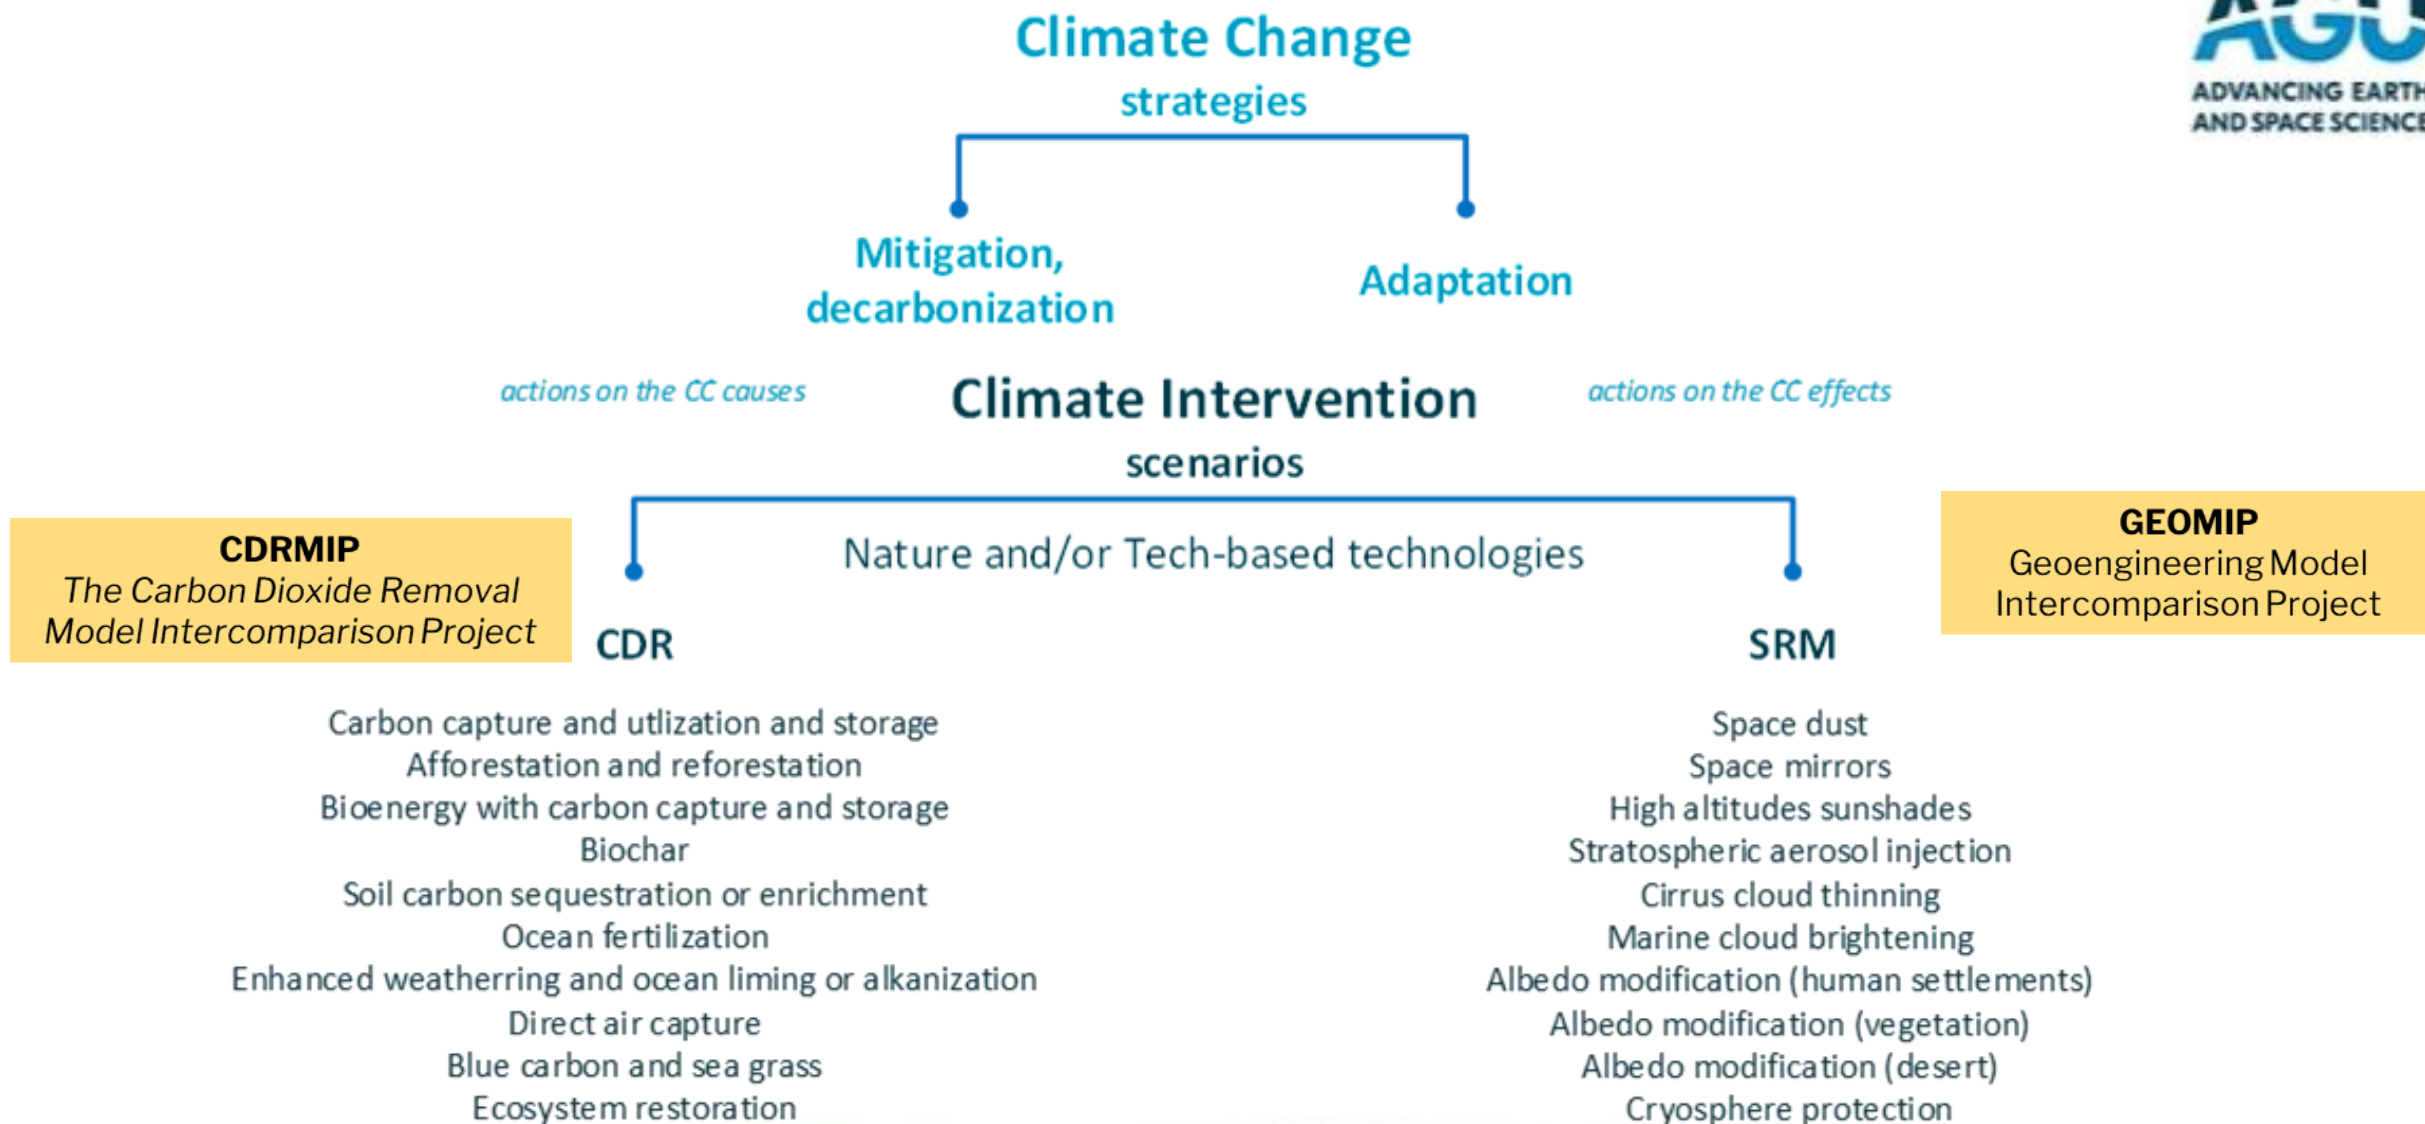 AGU
ADVANCING EARTH
AND SPACE SCIENCE
Climate Change
strategies
Mitigation,
decarbonization
Adaptation
actions on the CC causes
Climate Intervention
scenarios
actions on the CC effects
CDRMIP
The Carbon Dioxide Removal
Model Intercomparison Project
Nature and/or Tech-based technologies
GEOMIP
Geoengineering Model
Intercomparison Project
CDR
Carbon capture and utlization and storage
Afforestation and reforestation
Bioenergy with carbon capture and storage
Biochar
Soil carbon sequestration or enrichment
Ocean fertilization
Enhanced weatherring and ocean liming or alkanization
Direct air capture
Blue carbon and sea grass
Ecosystem restoration
SRM
Space dust
Space mirrors
High altitudes sunshades
Stratospheric aerosol injection
Cirrus cloud thinning
Marine cloud brightening
Albedo modification (human settlements)
Albedo modification (vegetation)
Albedo modification (desert)
Cryosphere protection